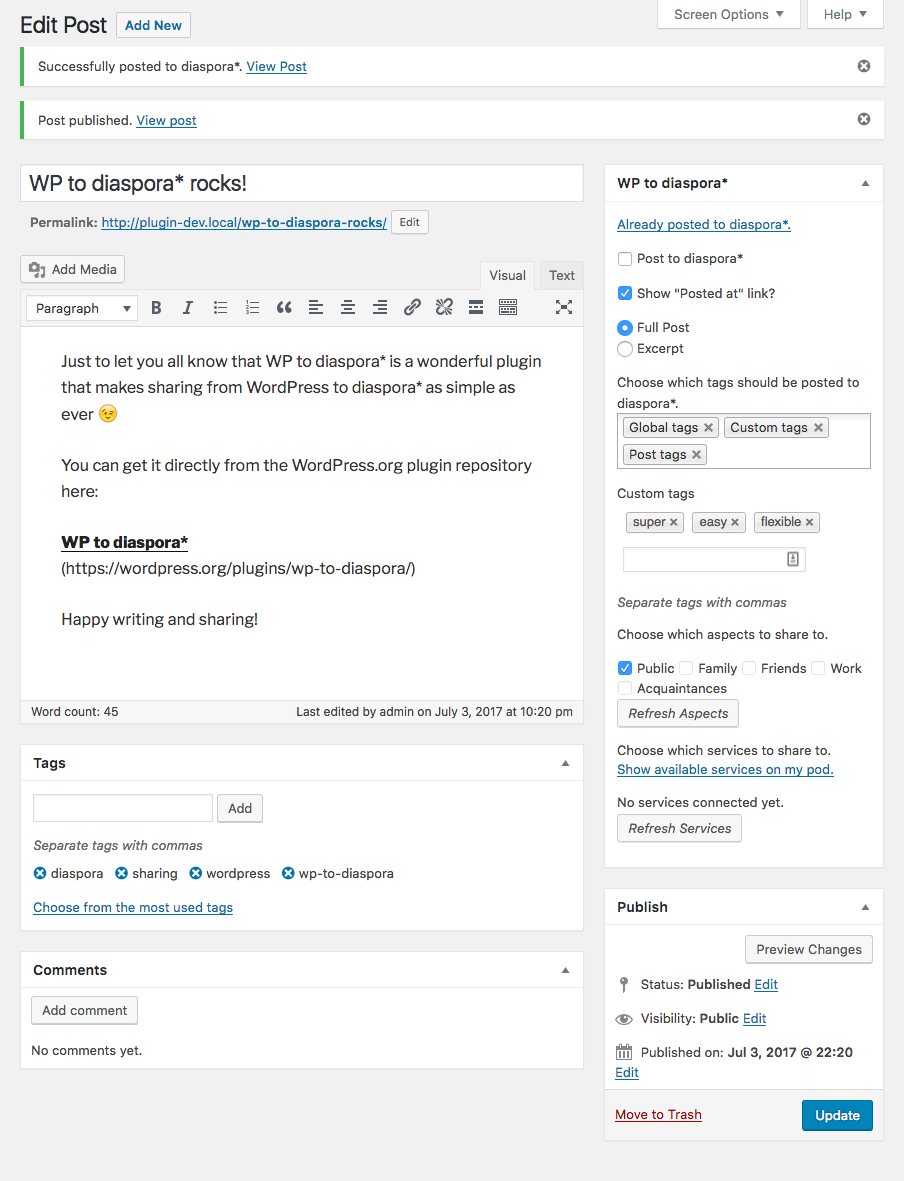 Edit Post Add New
Screen Options Help
Successfully posted to diaspora*. View Post
Post published. View post
WP to diaspora* rocks!
Permalink: http://plugin-dev.local/wp-to-diaspora-rocks/ Edit
Add Media
Visual Text
Paragraph
Just to let you all know that WP to diaspora* is a wonderful plugin
that makes sharing from WordPress to diaspora* as simple as
ever 😉
You can get it directly from the WordPress.org plugin repository
here:
WP to diaspora*
(https://wordpress.org/plugins/wp-to-diaspora/)
Happy writing and sharing!
Word count: 45 Last edited by admin on July 3, 2017 at 10:20 pm
Tags
Add
Separate tags with commas
diaspora sharing wordpress wp-to-diaspora
Choose from the most used tags
Comments
Add comment
No comments yet.
WP to diaspora*
Already posted to diaspora*.
Post to diaspora*
Show "Posted at" link?
Full Post
Excerpt
Choose which tags should be posted to
diaspora*.
Global tags Custom tags
Post tags
Custom tags
super easy flexible
Separate tags with commas
Choose which aspects to share to.
Public Family Friends Work
Acquaintances
Refresh Aspects
Choose which services to share to.
Show available services on my pod.
No services connected yet.
Refresh Services
Publish
Preview Changes
Status: Published Edit
Visibility: Public Edit
Published on: Jul 3, 2017 @ 22:20
Edit
Move to Trash Update